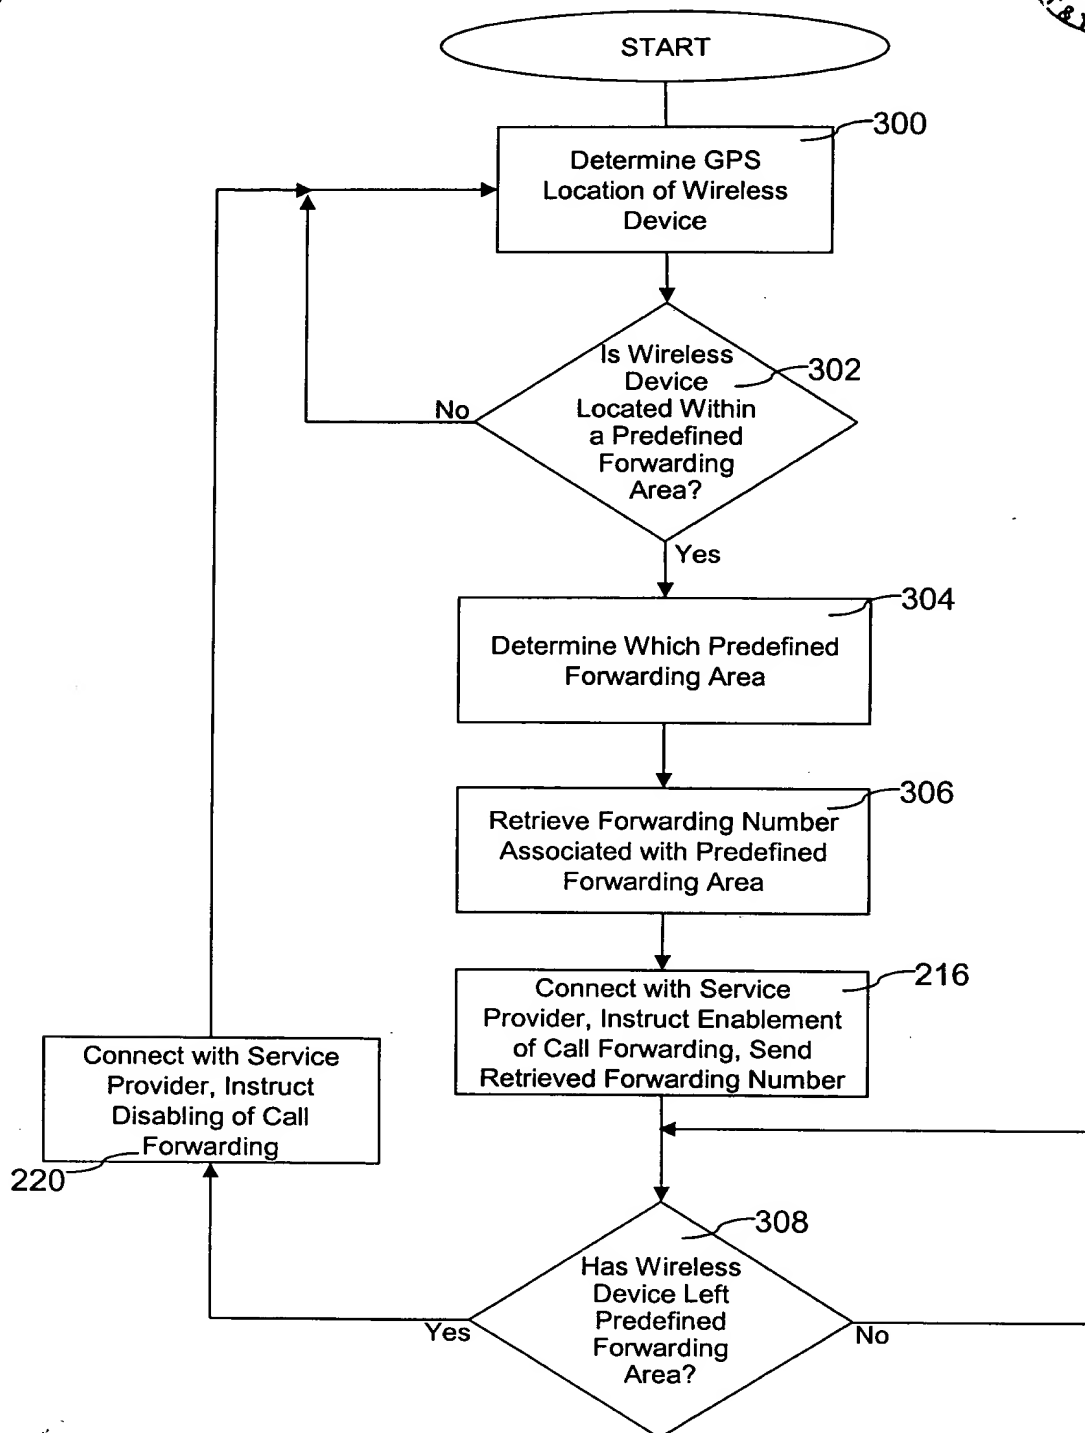 START
300
Determine GPS
Location of Wireless
Device
Is Wireless
Device
Located Within
a Predefined
Forwarding
Area?
302
No
Yes
304
Determine Which Predefined
Forwarding Area
306
Retrieve Forwarding Number
Associated with Predefined
Forwarding Area
216
Connect with Service
Provider, Instruct Enablement
of Call Forwarding, Send
Retrieved Forwarding Number
Connect with Service
Provider, Instruct
Disabling of Call
Forwarding
220
308
Has Wireless
Device Left
Predefined
Forwarding
Area?
Yes
No